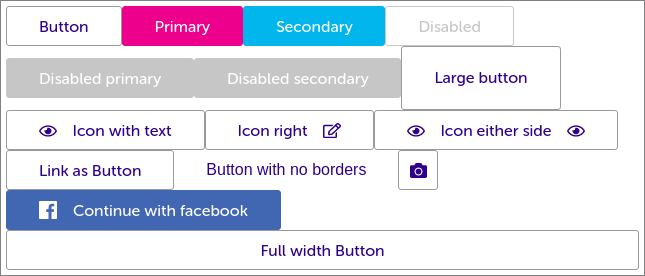 Button Primary Secondary Disabled
Disabled primary Disabled secondary Large button
Icon with text Icon right Icon either side
Link as Button Button with no borders
Continue with facebook
Full width Button